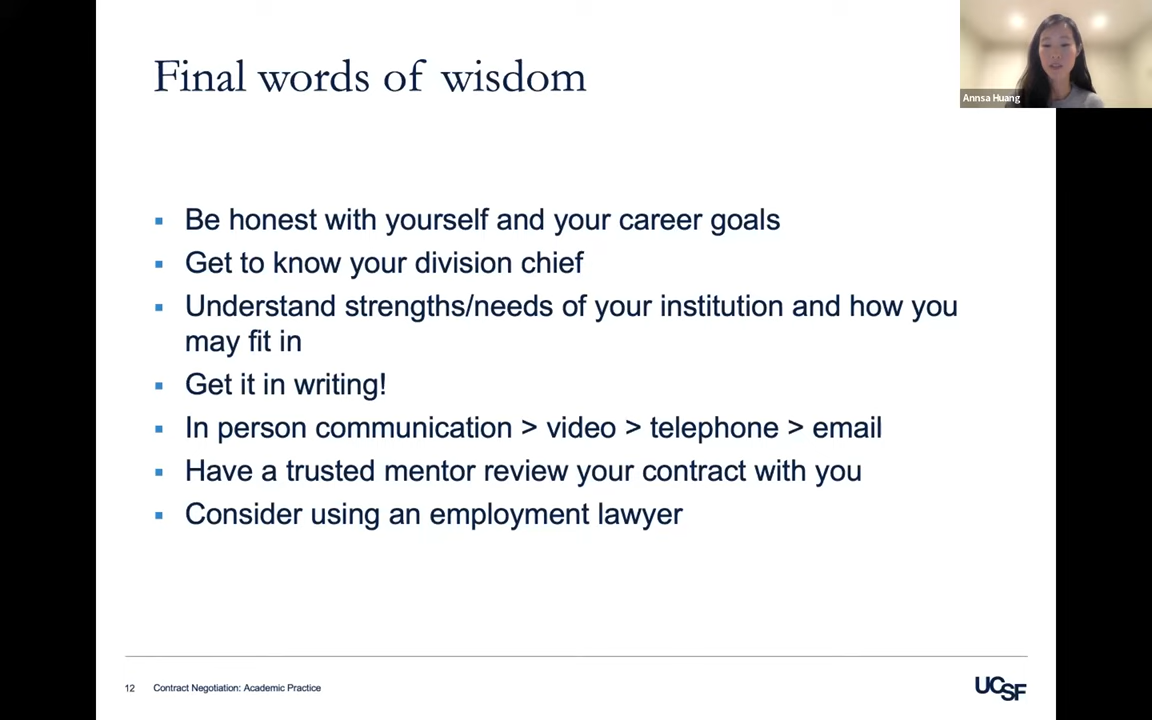 Final words of wisdom
Annsa Huang
Be honest with yourself and your career goals
Get to know your division chief
Understand strengths/needs of your institution and how you
may fit in
Get it in writing!
In person communication > video > telephone > email
Have a trusted mentor review your contract with you
Consider using an employment lawyer
12 Contract Negotiation: Academic Practice
UCSF